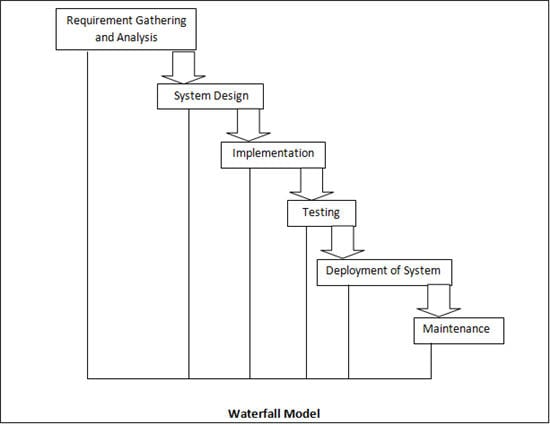 Requirement Gathering
and Analysis
System Design
Implementation
Testing
Deployment of System
Maintenance
Waterfall Model